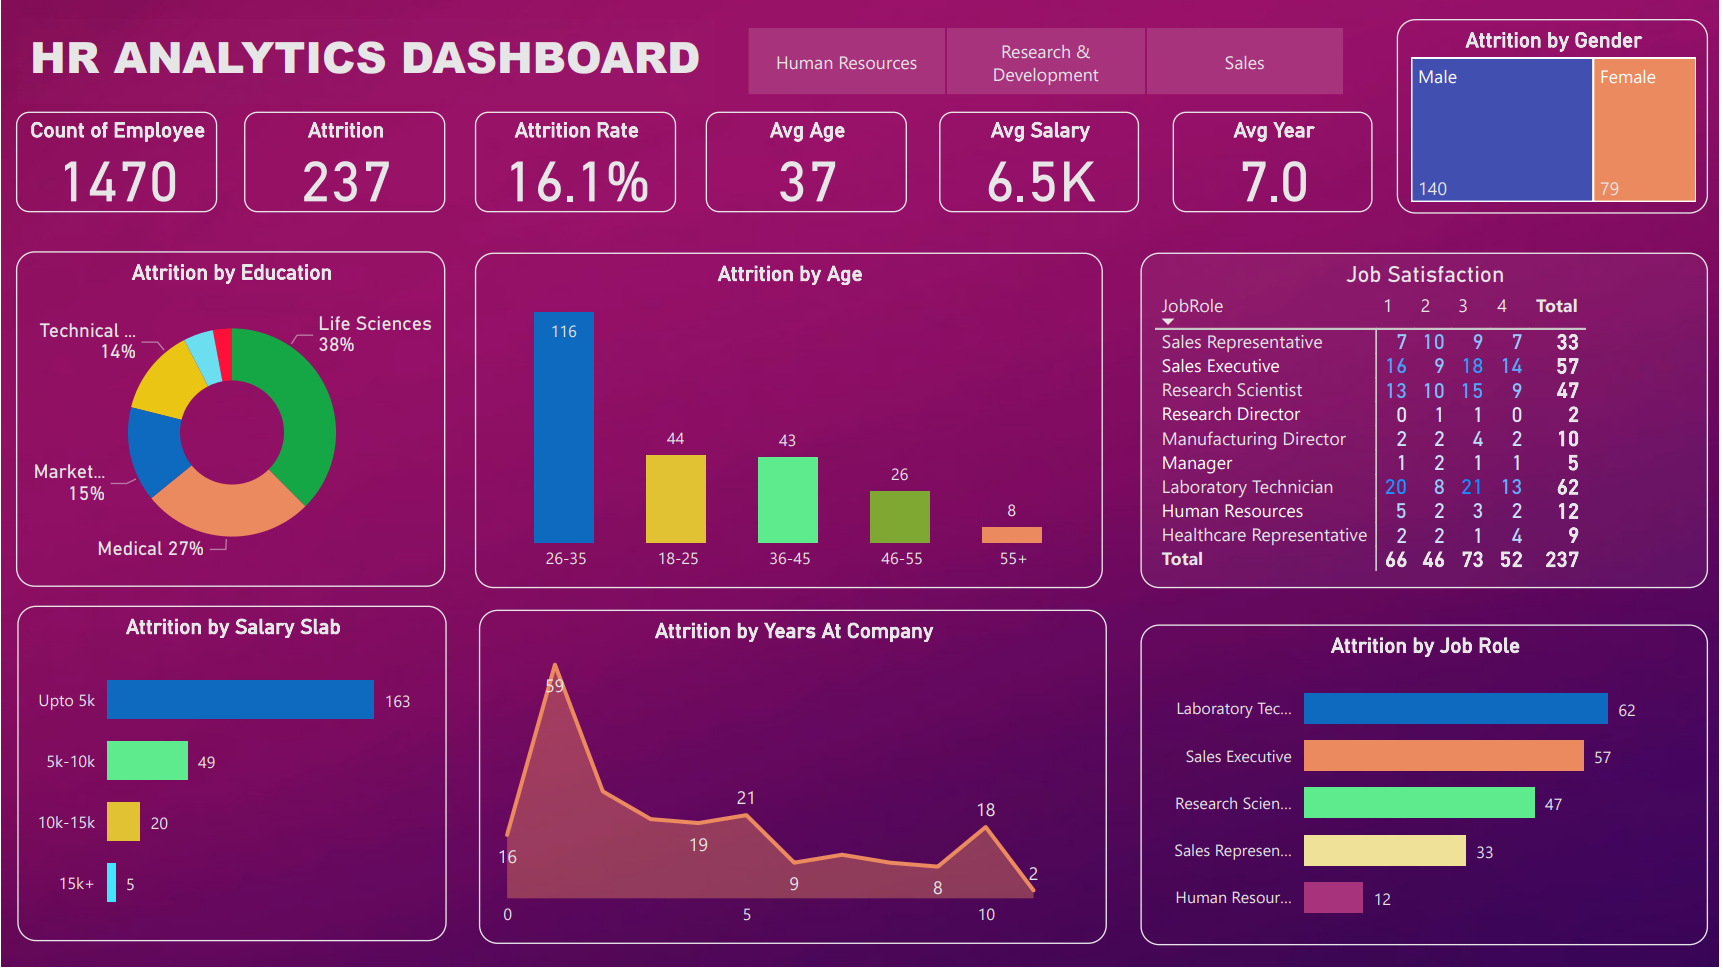 HR ANALYTICS DASHBOARD
Human Resources
Research &
Development
Sales
Attrition by Gender
Male
Female
140
79
Count of Employee
1470
Attrition
237
Attrition Rate
16.1%
Avg Age
37
Avg Salary
6.5K
Avg Year
7.0
Attrition by Education
Technical ...
14%
Life Sciences
38%
Market...
15%
Medical 27%
Attrition by Age
116
44
43
26
8
26-35 18-25 36-45 46-55 55+
Job Satisfaction
JobRole 1 2 3 4 Total
Sales Representative 7 10 9 7 33
Sales Executive 16 9 18 14 57
Research Scientist 13 10 15 9 47
Research Director 0 1 1 0 2
Manufacturing Director 2 2 4 2 10
Manager 1 2 1 1 5
Laboratory Technician 20 8 21 13 62
Human Resources 5 2 3 2 12
Healthcare Representative 2 2 1 4 9
Total 66 46 73 52 237
Attrition by Salary Slab
Upto 5k 163
5k-10k 49
10k-15k 20
15k+ 5
Attrition by Years At Company
59
16
19
21
9
8
18
2
0 5 10
Attrition by Job Role
Laboratory Tec... 62
Sales Executive 57
Research Scien... 47
Sales Represen... 33
Human Resour... 12